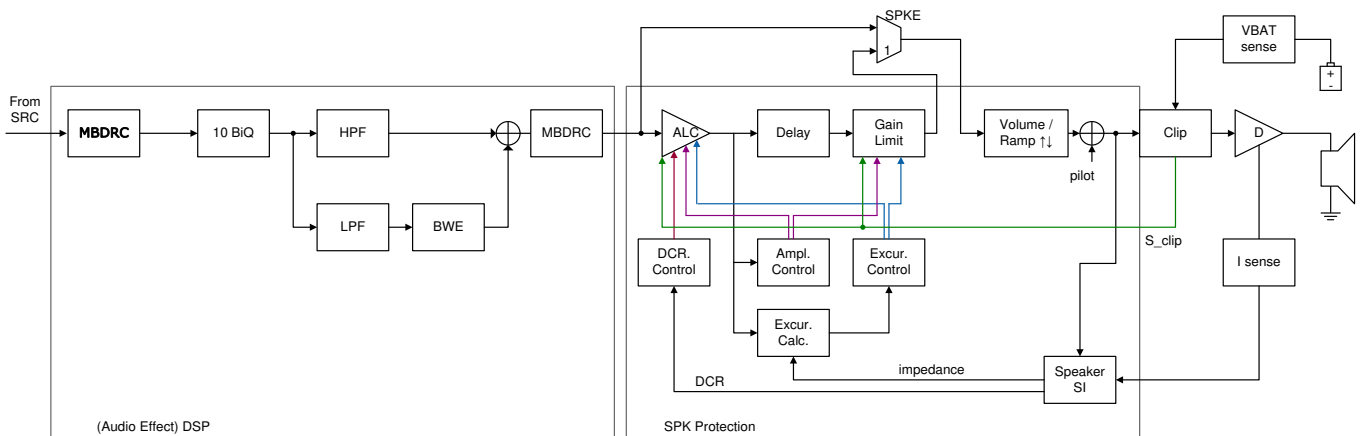 SPKE
VBAT
sense
1
+
-
From
SRC
MBDRC
10 BiQ
HPF
MBDRC
ALC
Delay
Gain
Limit
Volume /
Ramp ↑↓
Clip
D
pilot
LPF
BWE
S_clip
DCR.
Control
Ampl.
Control
Excur.
Control
I sense
Excur.
Calc.
impedance
DCR
Speaker
SI
(Audio Effect) DSP
SPK Protection